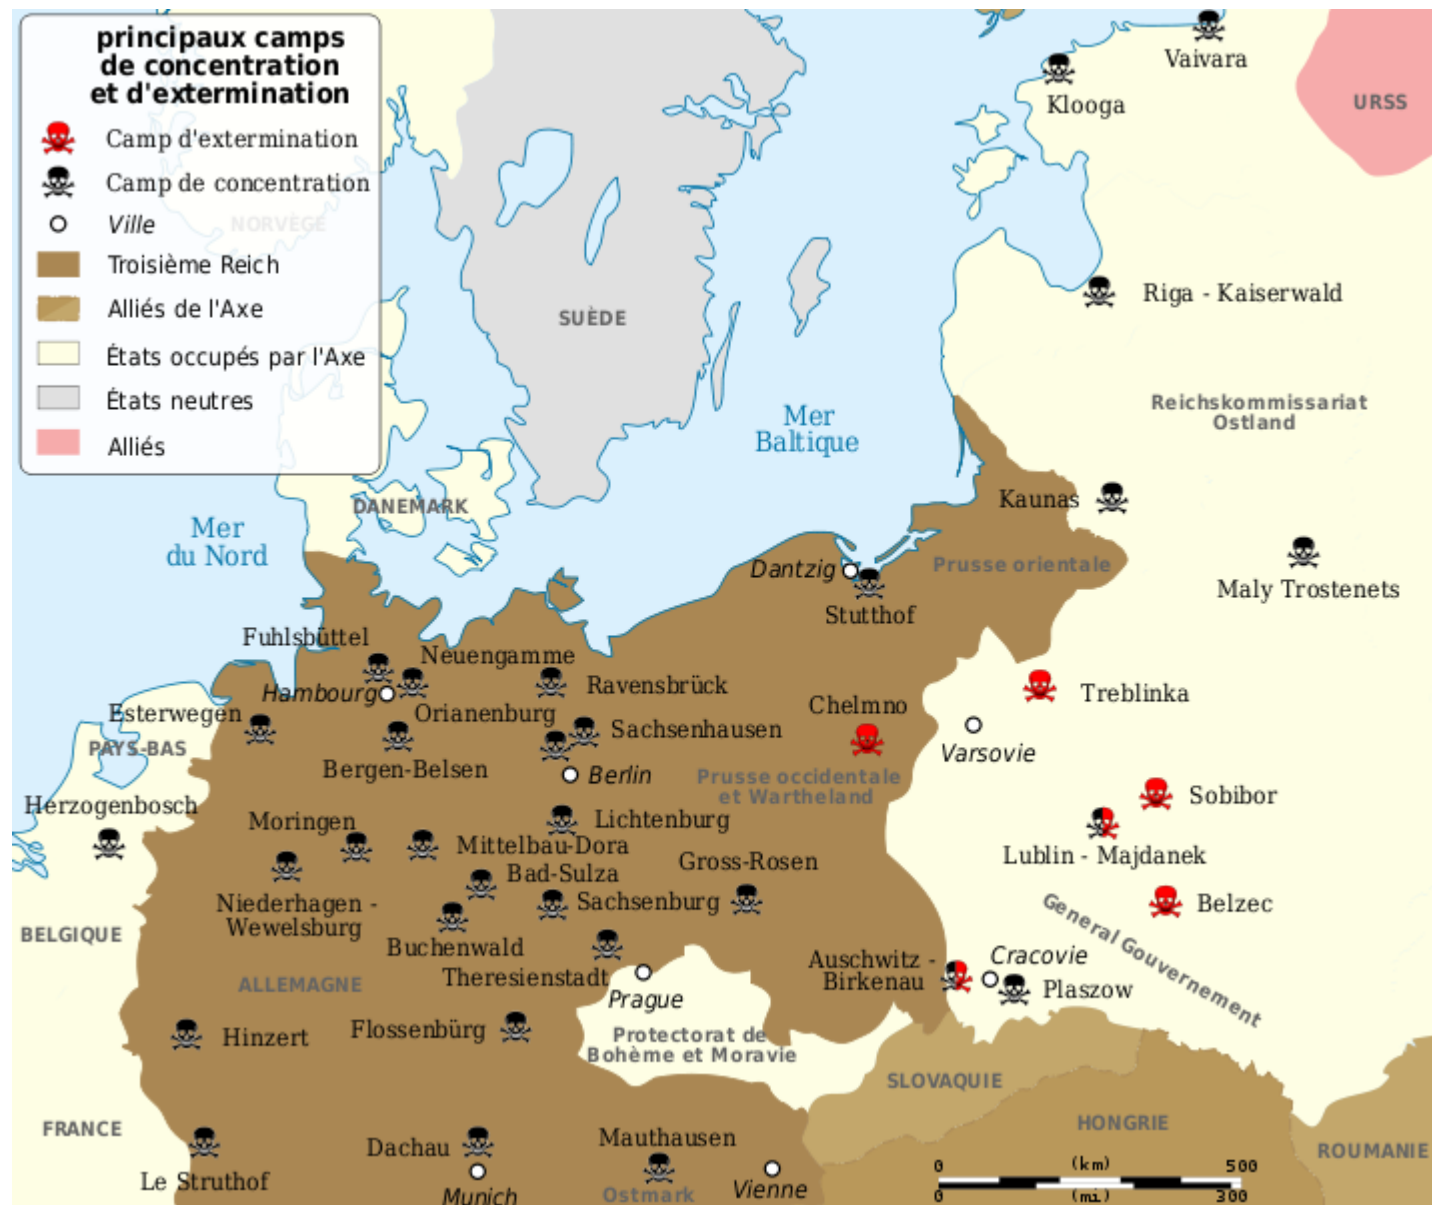 principaux camps
de concentration
et d'extermination
Camp d'extermination
Camp de concentration
Ville
Troisième Reich
Alliés de l'Axe
États occupés par l'Axe
États neutres
Alliés
NORVÈGE
Vaivara
Klooga
URSS
Riga - Kaiserwald
SUÈDE
Reichskommissariat
Ostland
Mer
Baltique
Kaunas
DANEMARK
Mer
du Nord
Dantzig
Prusse orientale
Maly Trostenets
Stutthof
Fuhlsbüttel
Neuengamme
Hambourg
Ravensbrück
Treblinka
Chelmno
Esterwegen
Orianenburg
Sachsenhausen
PAYS-BAS
Varsovie
Bergen-Belsen
Berlin
Prusse occidentale
et Wartheland
Sobibor
Herzogenbosch
Moringen
Lichtenburg
Mittelbau-Dora
Lublin - Majdanek
Gross-Rosen
Bad-Sulza
Niederhagen -
Wewelsburg
Sachsenburg
Belzec
BELGIQUE
Buchenwald
General Gouvernement
Theresienstadt
Auschwitz -
Birkenau
Cracovie
Plaszow
ALLEMAGNE
Prague
Hinzert
Flossenbürg
Protectorat de
Bohème et Moravie
SLOVAQUIE
FRANCE
HONGRIE
ROUMANIE
Dachau
Mauthausen
Le Struthof
Munich
Ostmark
Vienne
0 (km) 500
0 (mi) 300